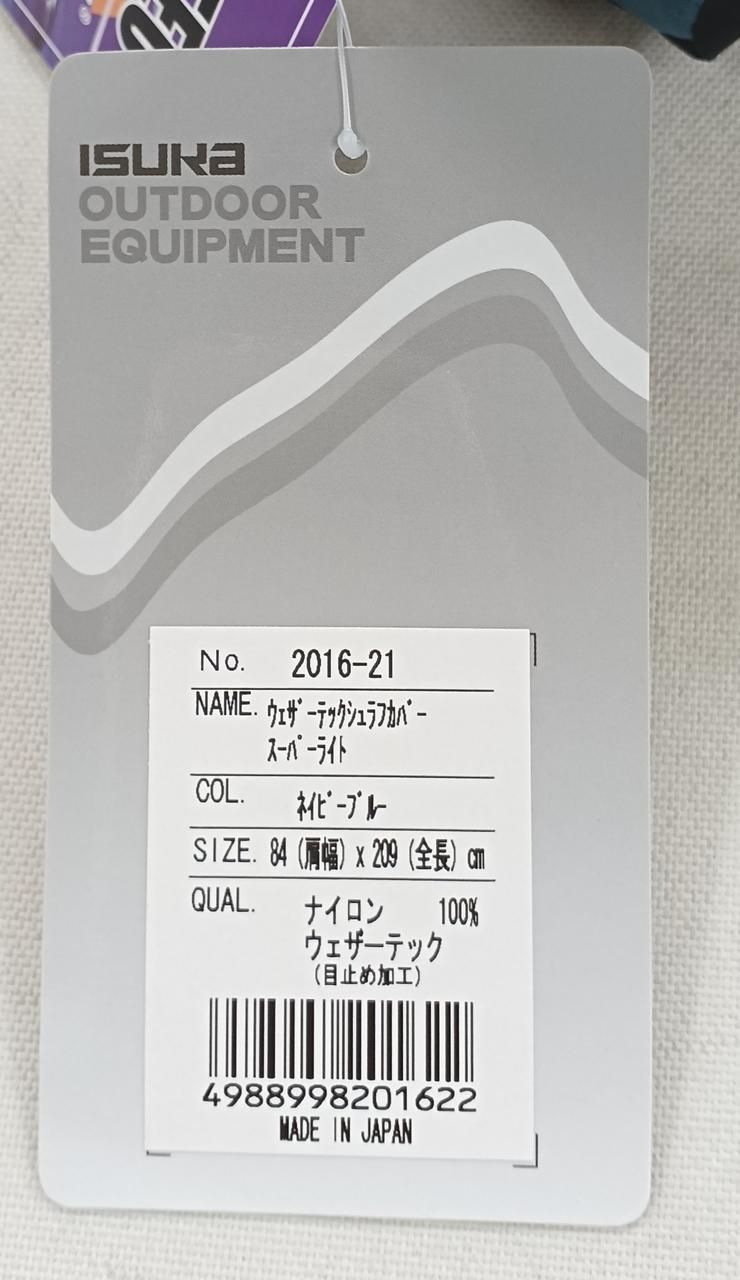 ISUKA
OUTDOOR
EQUIPMENT
No. 2016-21
NAME. ｳｪｻﾞｰﾃｯｸｼｭﾗﾌｶﾊﾞｰ
ｽｰﾊﾟｰﾗｲﾄ
COL. ﾈｲﾋﾞｰﾌﾞﾙｰ
SIZE. 84 (肩幅) x 209 (全長) cm
QUAL. ナイロン 100%
ウェザーテック
(目止め加工)
4988998201622
MADE IN JAPAN